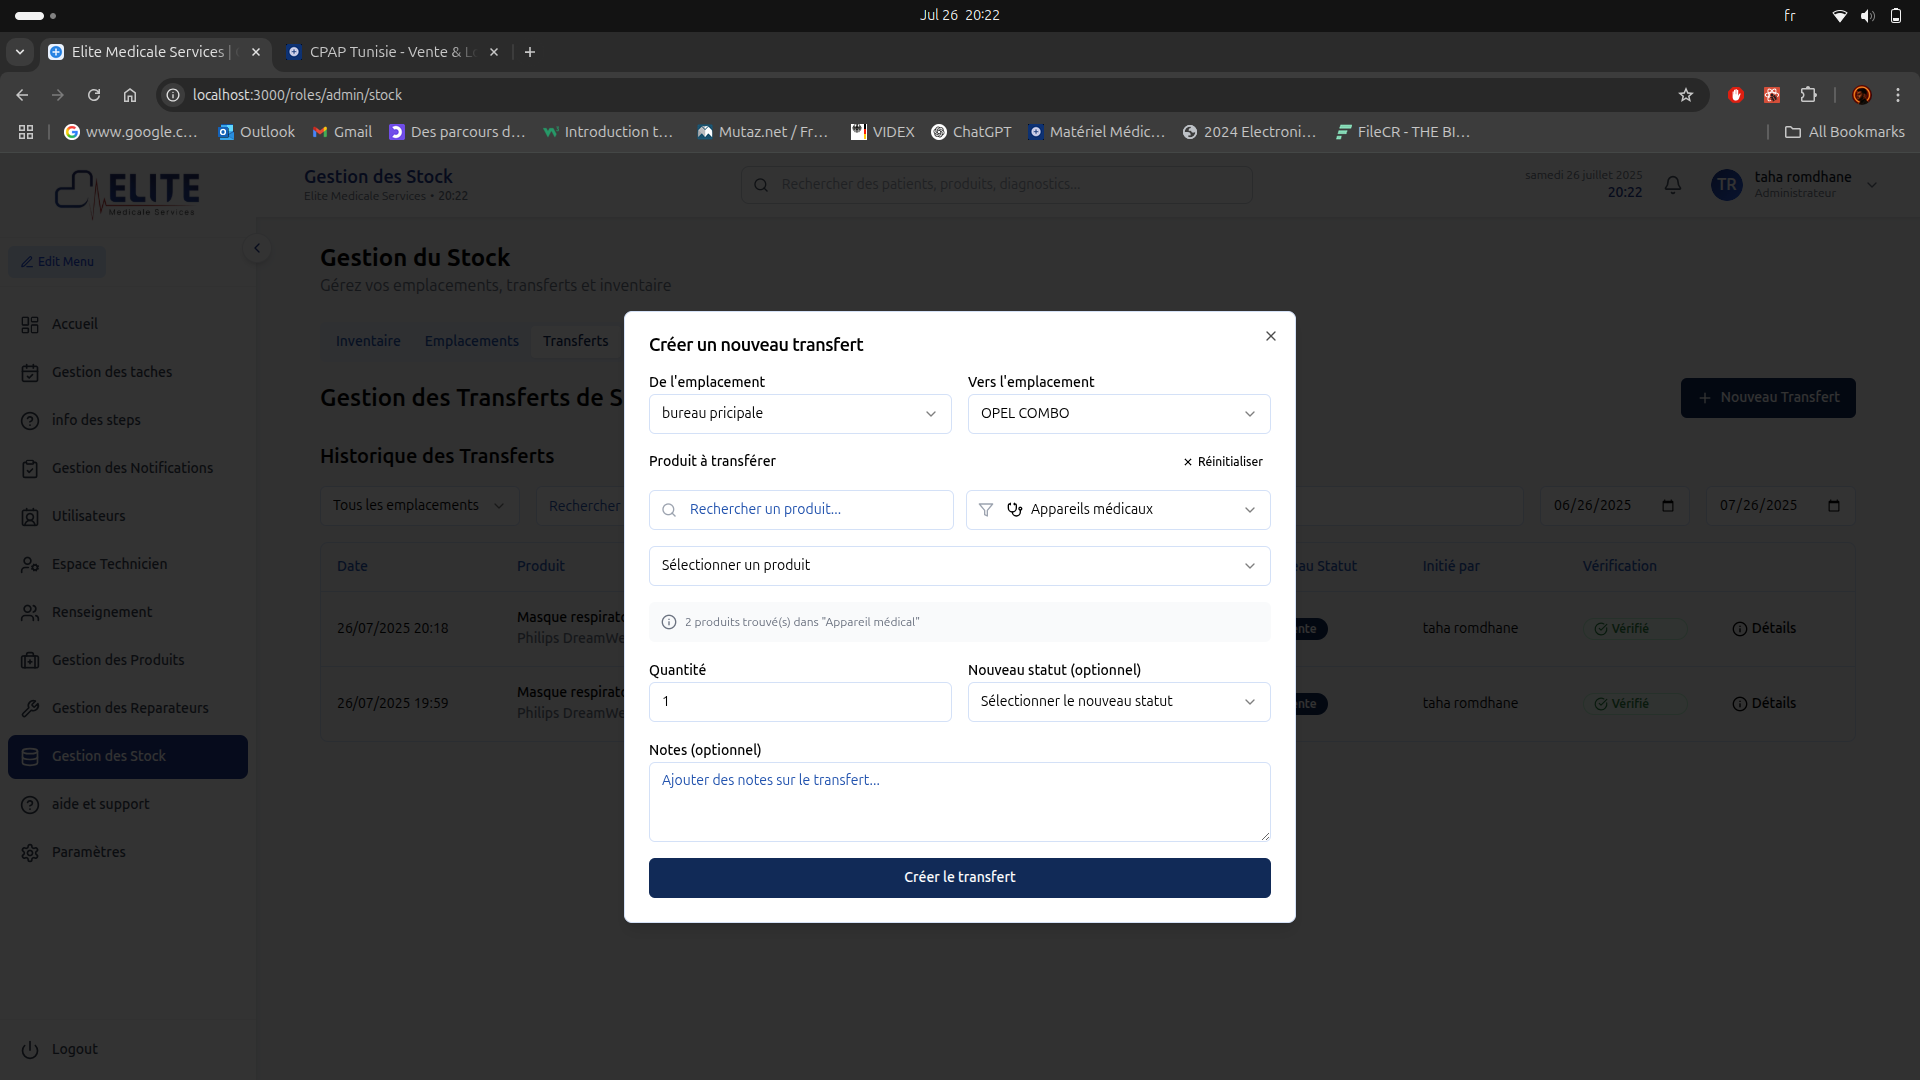 Jul 26 20:22
fr
Elite Medicale Services |
CPAP Tunisie - Vente & L
localhost:3000/roles/admin/stock
www.google.c...
Outlook
Gmail
Des parcours d...
Introduction t...
Mutaz.net / Fr...
VIDEX
ChatGPT
Matériel Médic...
2024 Electroni...
FileCR - THE BI...
All Bookmarks
ELITE
Medicale Services
Gestion des Stock
Elite Medicale Services • 20:22
Rechercher des patients, produits, diagnostics...
samedi 26 juillet 2025
20:22
TR
taha romdhane
Administrateur
Edit Menu
Accueil
Gestion des taches
info des steps
Gestion des Notifications
Utilisateurs
Espace Technicien
Renseignement
Gestion des Produits
Gestion des Reparateurs
Gestion des Stock
aide et support
Paramètres
Logout
Gestion du Stock
Gérez vos emplacements, transferts et inventaire
Inventaire
Emplacements
Transferts
Gestion des Transferts de S
Nouveau Transfert
Historique des Transferts
Tous les emplacements
Rechercher
06/26/2025
07/26/2025
Date
Produit
au Statut
Initié par
Vérification
26/07/2025 20:18
Masque respirato
Philips DreamWe
nte
taha romdhane
Vérifié
Détails
26/07/2025 19:59
Masque respirato
Philips DreamWe
nte
taha romdhane
Vérifié
Détails
Créer un nouveau transfert
De l'emplacement
Vers l'emplacement
bureau pricipale
OPEL COMBO
Produit à transférer
Réinitialiser
Rechercher un produit...
Appareils médicaux
Sélectionner un produit
2 produits trouvé(s) dans "Appareil médical"
Quantité
Nouveau statut (optionnel)
1
Sélectionner le nouveau statut
Notes (optionnel)
Ajouter des notes sur le transfert...
Créer le transfert